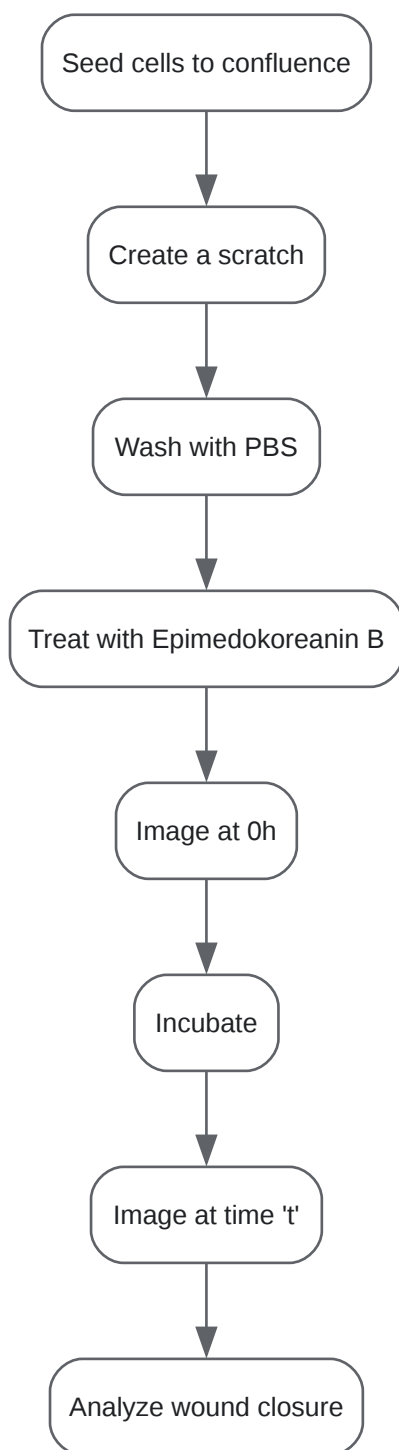 Seed cells to confluence
Create a scratch
Wash with PBS
Treat with Epimedokoreanin B
Image at 0h
Incubate
Image at time 't'
Analyze wound closure